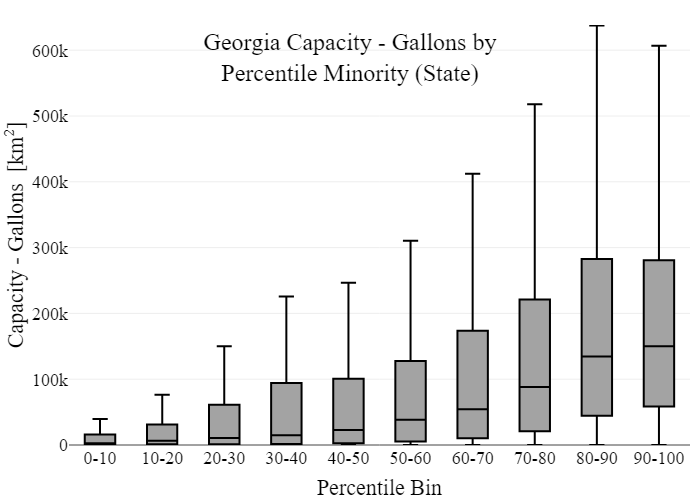 Georgia Capacity - Gallons by
Percentile Minority (State)
Capacity - Gallons [km²]
600k
500k
400k
300k
200k
100k
0
0-10 10-20 20-30 30-40 40-50 50-60 60-70 70-80 80-90 90-100
Percentile Bin